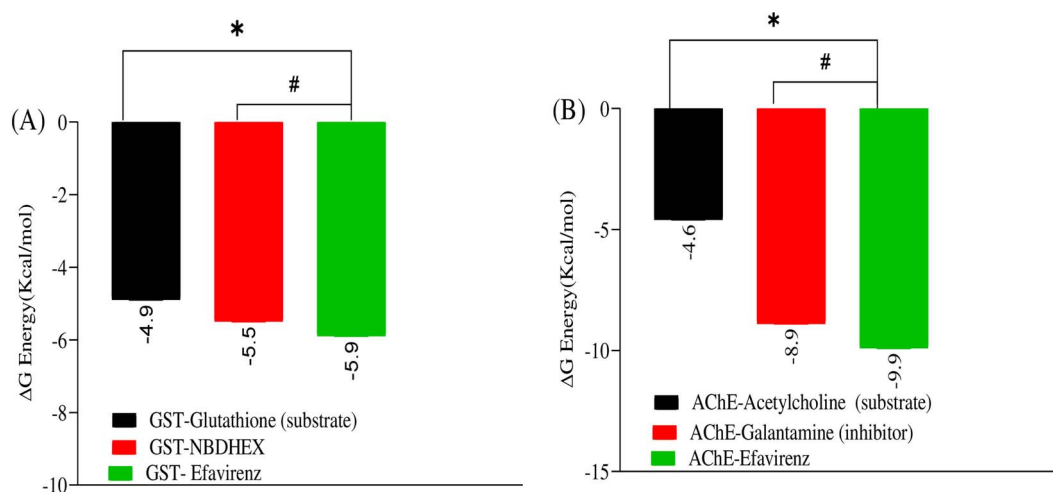 (A)
*
#
ΔG Energy(Kcal/mol)
0
-2
-4
-6
-8
-10
-4.9
-5.5
-5.9
GST-Glutathione (substrate)
GST-NBDHEX
GST- Efavirenz
(B)
*
#
ΔG Energy(Kcal/mol)
0
-5
-10
-15
-4.6
-8.9
-9.9
AChE-Acetylcholine (substrate)
AChE-Galantamine (inhibitor)
AChE-Efavirenz